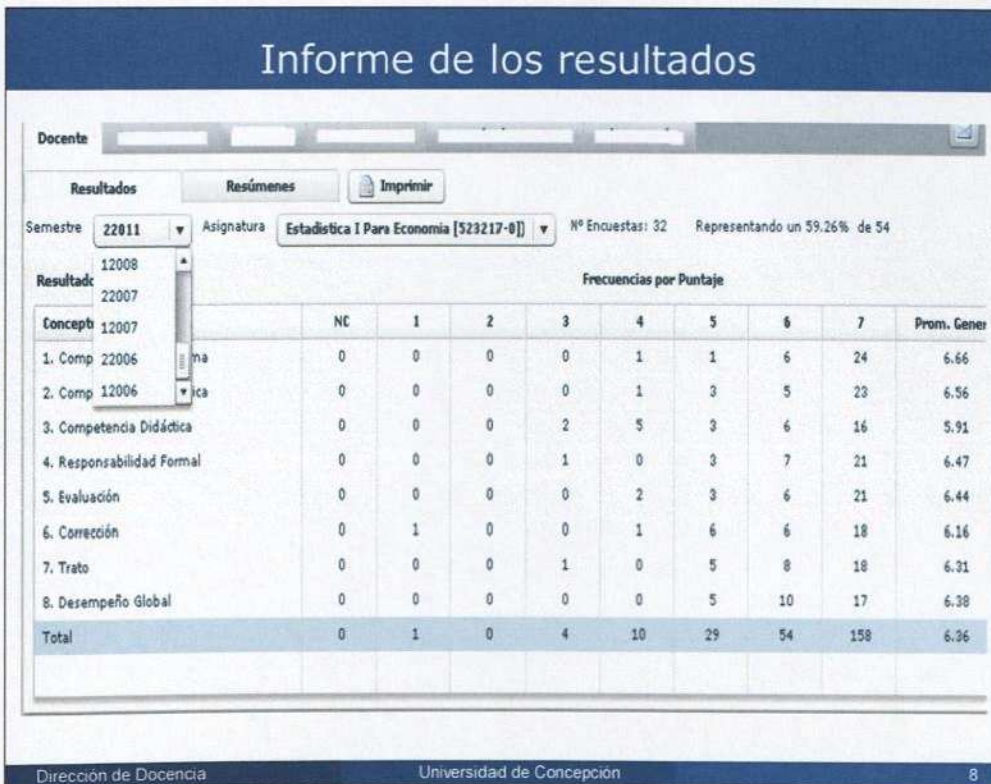 Informe de los resultados
Docente
Resultados Resúmenes Imprimir
Semestre 22011 Asignatura Estadistica I Para Economia [523217-0]) Nº Encuestas: 32 Representando un 59.26% de 54
12008
22007
12007
22006
12006
Resultado Frecuencias por Puntaje
Concepto NC 1 2 3 4 5 6 7 Prom. Gener
1. Comp ma 0 0 0 0 1 1 6 24 6.66
2. Comp ica 0 0 0 0 1 3 5 23 6.56
3. Competencia Didáctica 0 0 0 2 5 3 6 16 5.91
4. Responsabilidad Formal 0 0 0 1 0 3 7 21 6.47
5. Evaluación 0 0 0 0 2 3 6 21 6.44
6. Corrección 0 1 0 0 1 6 6 18 6.16
7. Trato 0 0 0 1 0 5 8 18 6.31
8. Desempeño Global 0 0 0 0 0 5 10 17 6.38
Total 0 1 0 4 10 29 54 158 6.36
Dirección de Docencia Universidad de Concepción 8